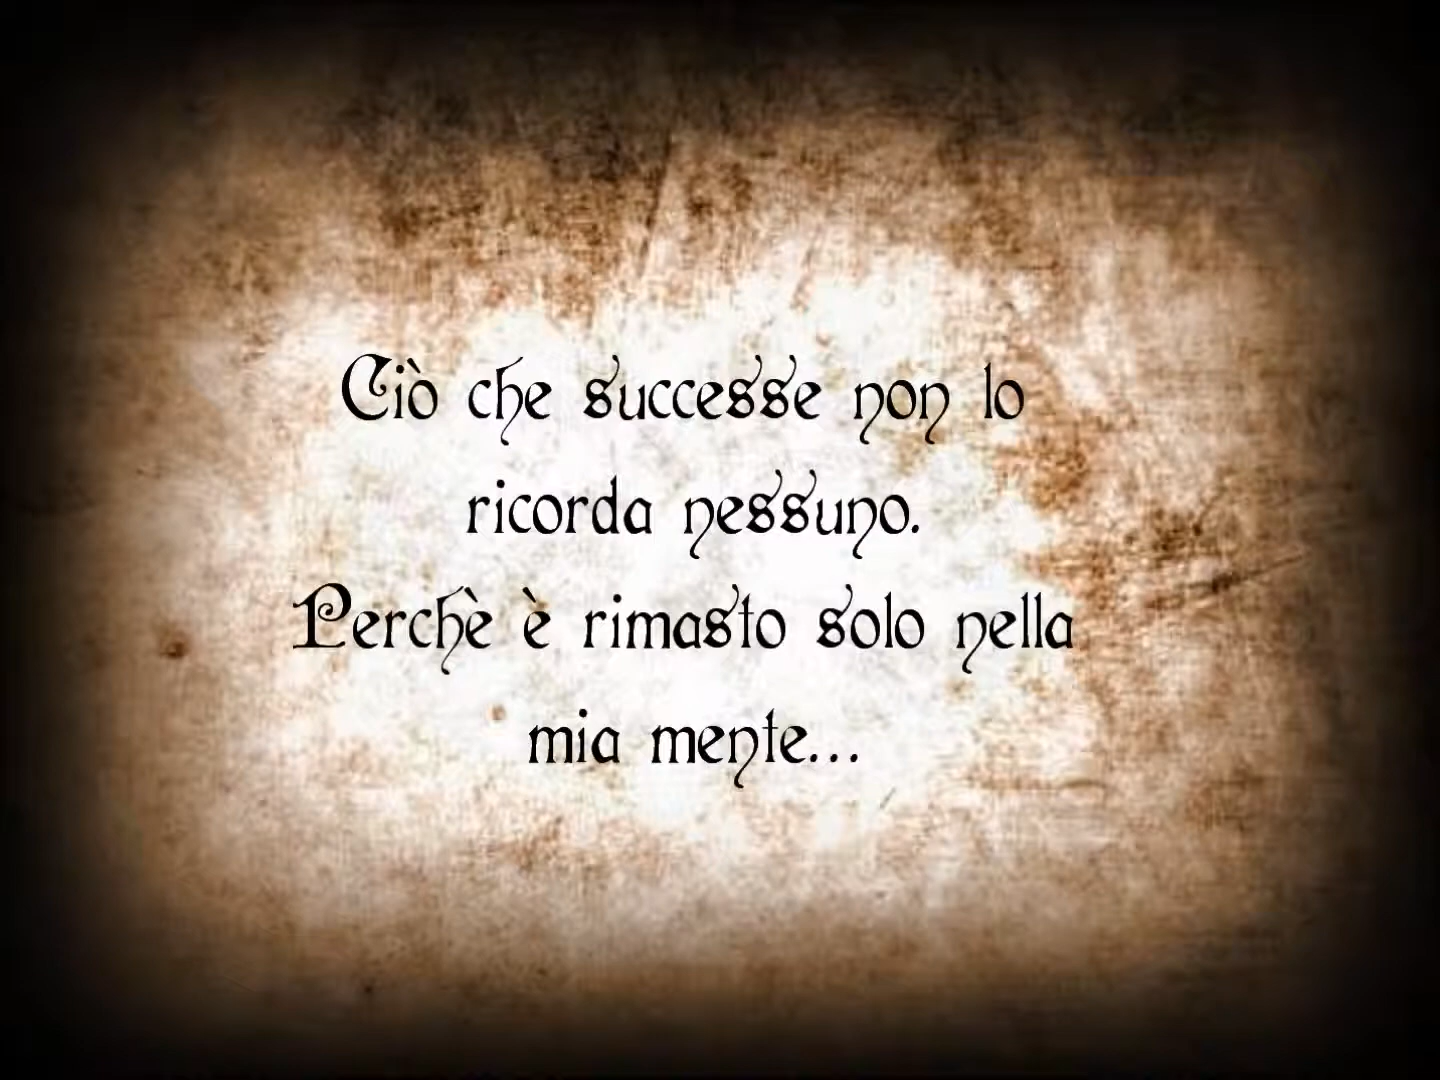 Ciò che successe non lo
ricorda nessuno.
Perchè è rimasto solo nella
mia mente...